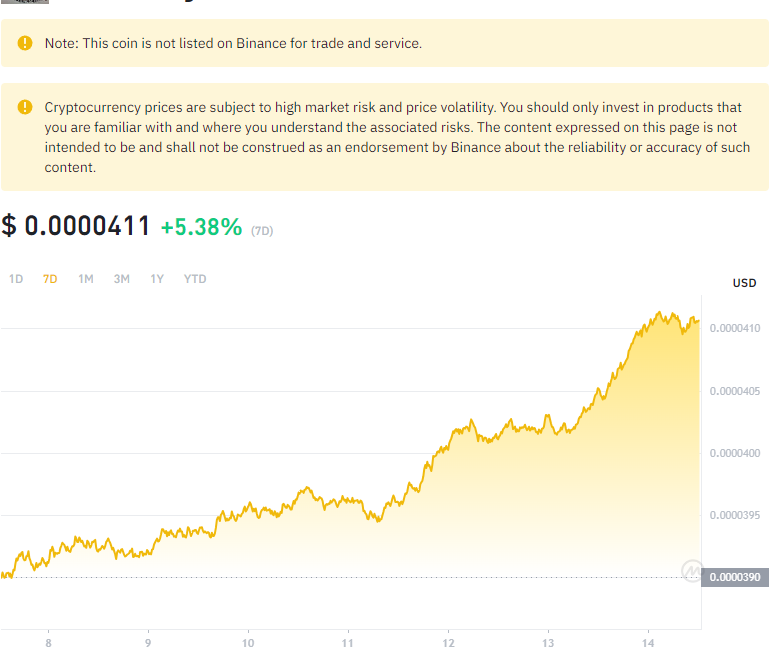 Note: This coin is not listed on Binance for trade and service.
Cryptocurrency prices are subject to high market risk and price volatility. You should only invest in products that
you are familiar with and where you understand the associated risks. The content expressed on this page is not
intended to be and shall not be construed as an endorsement by Binance about the reliability or accuracy of such
content.
$ 0.0000411 +5.38% (7D)
1D 7D 1M 3M 1Y YTD
USD
0.0000410
0.0000405
0.0000400
0.0000395
0.0000390
8 9 10 11 12 13 14